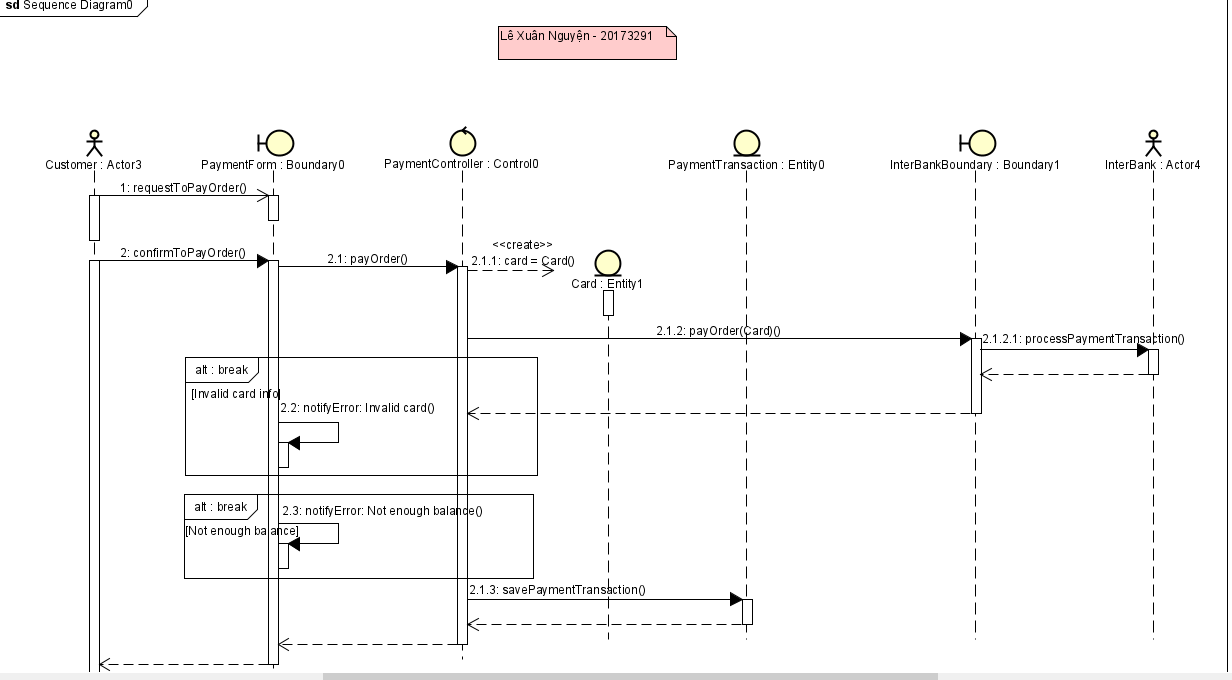 sd Sequence Diagram0
Lê Xuân Nguyện - 20173291
Customer : Actor3
PaymentForm : Boundary0
PaymentController : Control0
PaymentTransaction : Entity0
InterBankBoundary : Boundary1
InterBank : Actor4
1: requestToPayOrder()
2: confirmToPayOrder()
2.1: payOrder()
<<create>>
2.1.1: card = Card()
Card : Entity1
2.1.2: payOrder(Card)()
2.1.2.1: processPaymentTransaction()
alt : break
[Invalid card info]
2.2: notifyError: Invalid card()
alt : break
2.3: notifyError: Not enough balance()
[Not enough balance]
2.1.3: savePaymentTransaction()